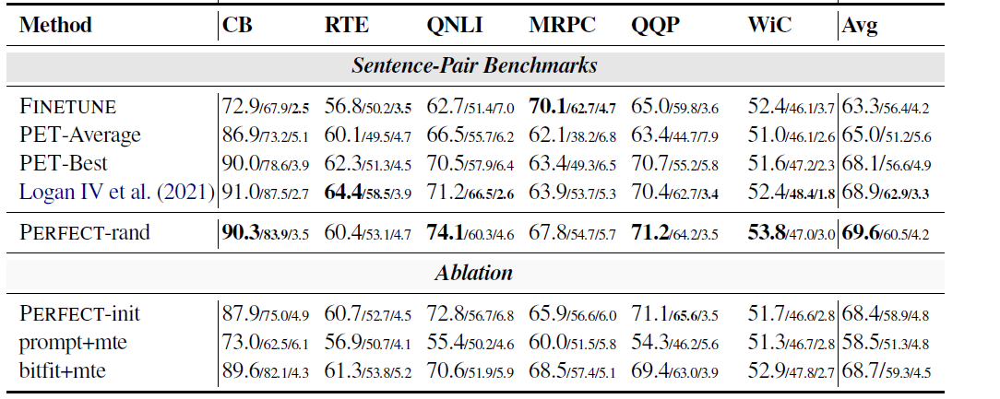 Method CB RTE QNLI MRPC QQP WiC Avg
Sentence-Pair Benchmarks
FINETUNE 72.9/67.9/2.5 56.8/50.2/3.5 62.7/51.4/7.0 70.1/62.7/4.7 65.0/59.8/3.6 52.4/46.1/3.7 63.3/56.4/4.2
PET-Average 86.9/73.2/5.1 60.1/49.5/4.7 66.5/55.7/6.2 62.1/38.2/6.8 63.4/44.7/7.9 51.0/46.1/2.6 65.0/51.2/5.6
PET-Best 90.0/78.6/3.9 62.3/51.3/4.5 70.5/57.9/6.4 63.4/49.3/6.5 70.7/55.2/5.8 51.6/47.2/2.3 68.1/56.6/4.9
Logan IV et al. (2021) 91.0/87.5/2.7 64.4/58.5/3.9 71.2/66.5/2.6 63.9/53.7/5.3 70.4/62.7/3.4 52.4/48.4/1.8 68.9/62.9/3.3
PERFECT-rand 90.3/83.9/3.5 60.4/53.1/4.7 74.1/60.3/4.6 67.8/54.7/5.7 71.2/64.2/3.5 53.8/47.0/3.0 69.6/60.5/4.2
Ablation
PERFECT-init 87.9/75.0/4.9 60.7/52.7/4.5 72.8/56.7/6.8 65.9/56.6/6.0 71.1/65.6/3.5 51.7/46.6/2.8 68.4/58.9/4.8
prompt+mte 73.0/62.5/6.1 56.9/50.7/4.1 55.4/50.2/4.6 60.0/51.5/5.8 54.3/46.2/5.6 51.3/46.7/2.8 58.5/51.3/4.8
bitfit+mte 89.6/82.1/4.3 61.3/53.8/5.2 70.6/51.9/5.9 68.5/57.4/5.1 69.4/63.0/3.9 52.9/47.8/2.7 68.7/59.3/4.5